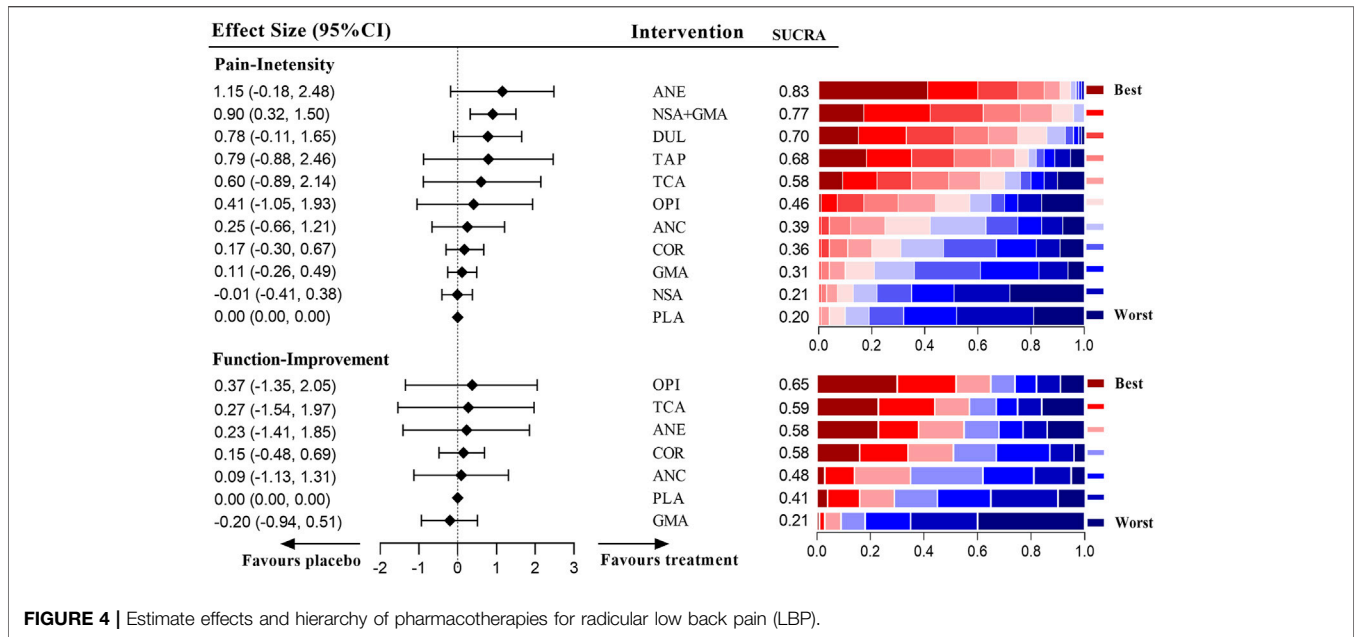 Effect Size (95%CI) Intervention SUCRA
Pain-Inetensity
1.15 (-0.18, 2.48) ANE 0.83 Best
0.90 (0.32, 1.50) NSA+GMA 0.77
0.78 (-0.11, 1.65) DUL 0.70
0.79 (-0.88, 2.46) TAP 0.68
0.60 (-0.89, 2.14) TCA 0.58
0.41 (-1.05, 1.93) OPI 0.46
0.25 (-0.66, 1.21) ANC 0.39
0.17 (-0.30, 0.67) COR 0.36
0.11 (-0.26, 0.49) GMA 0.31
-0.01 (-0.41, 0.38) NSA 0.21
0.00 (0.00, 0.00) PLA 0.20 Worst
0.0 0.2 0.4 0.6 0.8 1.0
Function-Improvement
0.37 (-1.35, 2.05) OPI 0.65 Best
0.27 (-1.54, 1.97) TCA 0.59
0.23 (-1.41, 1.85) ANE 0.58
0.15 (-0.48, 0.69) COR 0.58
0.09 (-1.13, 1.31) ANC 0.48
0.00 (0.00, 0.00) PLA 0.41
-0.20 (-0.94, 0.51) GMA 0.21 Worst
0.0 0.2 0.4 0.6 0.8 1.0
Favours placebo Favours treatment
-2 -1 0 1 2 3
FIGURE 4 | Estimate effects and hierarchy of pharmacotherapies for radicular low back pain (LBP).